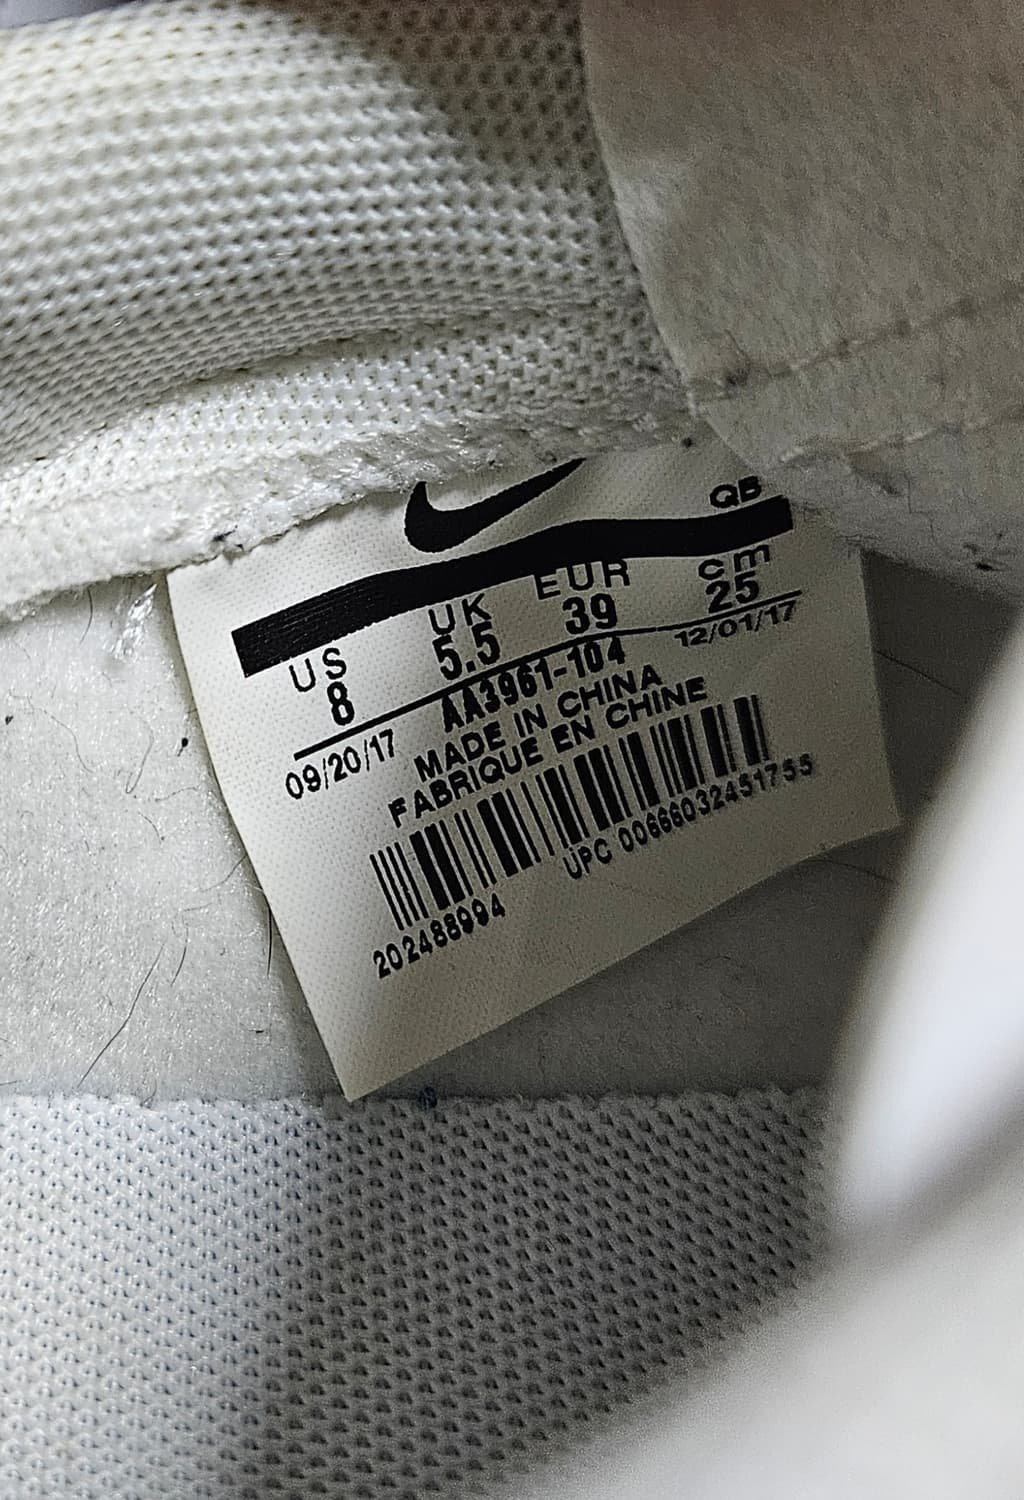 QB
US UK EUR cm
8 5.5 39 25
09/20/17 AA3961-104 12/01/17
MADE IN CHINA
FABRIQUE EN CHINE
UPC 00666032451755
202488994